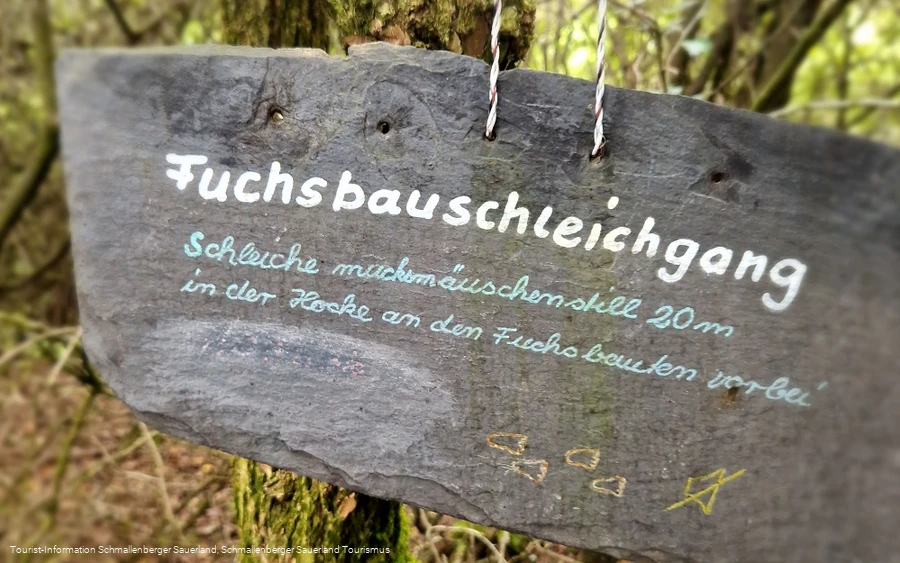 Fuchsbauschleichgang
Schleiche mucksmäuschenstill 20m
in der Hocke an den Fuchsbauten vorbei
Tourist-Information Schmallenberger Sauerland, Schmallenberger Sauerland Tourismus